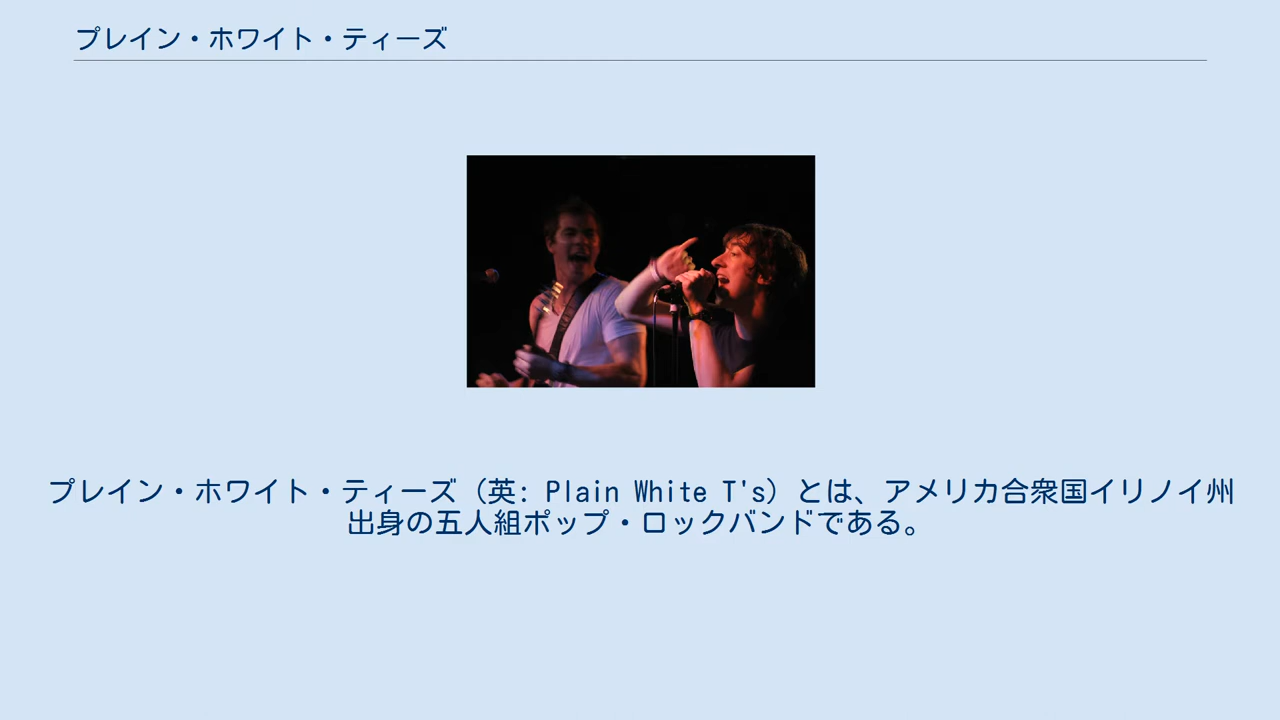 プレイン・ホワイト・ティーズ
プレイン・ホワイト・ティーズ（英: Plain White T's）とは、アメリカ合衆国イリノイ州
出身の五人組ポップ・ロックバンドである。